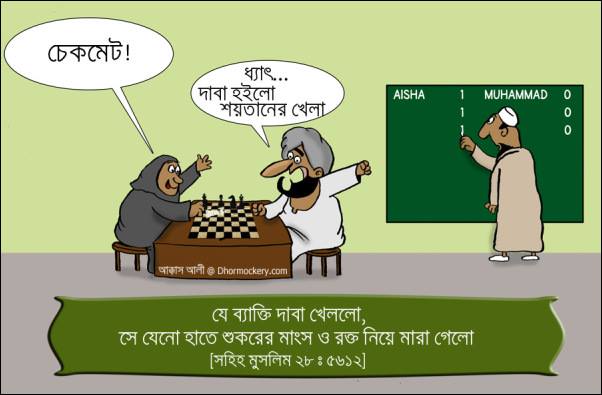 চেকমেট!
ধ্যাৎ...
দাবা হইলো
শয়তানের খেলা
AISHA 1 MUHAMMAD 0
1 0
1 0
আক্কাস আলী @ Dhormockery.com
যে ব্যাক্তি দাবা খেললো,
সে যেনো হাতে শুকরের মাংস ও রক্ত নিয়ে মারা গেলো
[সহিহ মুসলিম ২৮ ঃ ৫৬১২]